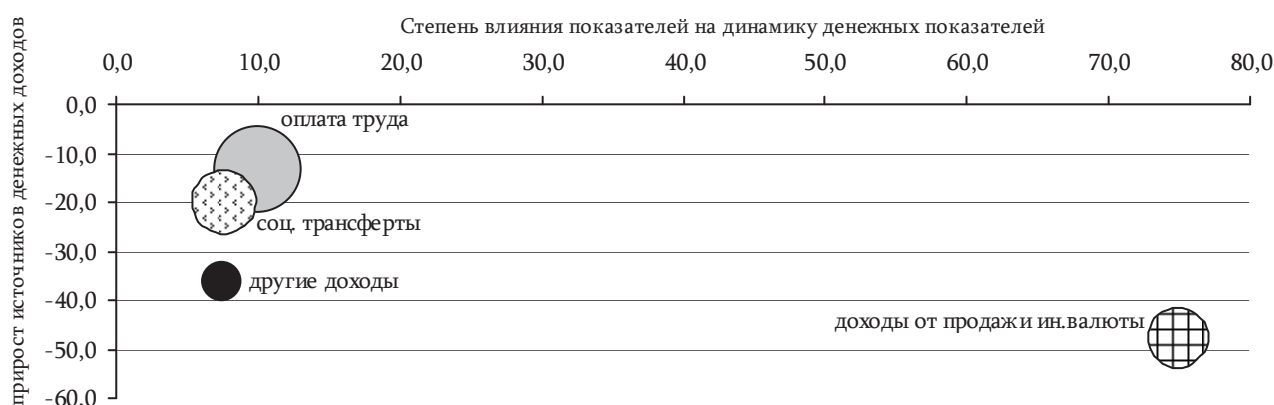 Степень влияния показателей на динамику денежных показателей
0,0 10,0 20,0 30,0 40,0 50,0 60,0 70,0 80,0
прирост источников денежных доходов
0,0
-10,0
-20,0
-30,0
-40,0
-50,0
-60,0
оплата труда
соц. трансферты
другие доходы
доходы от продажи ин.валюты